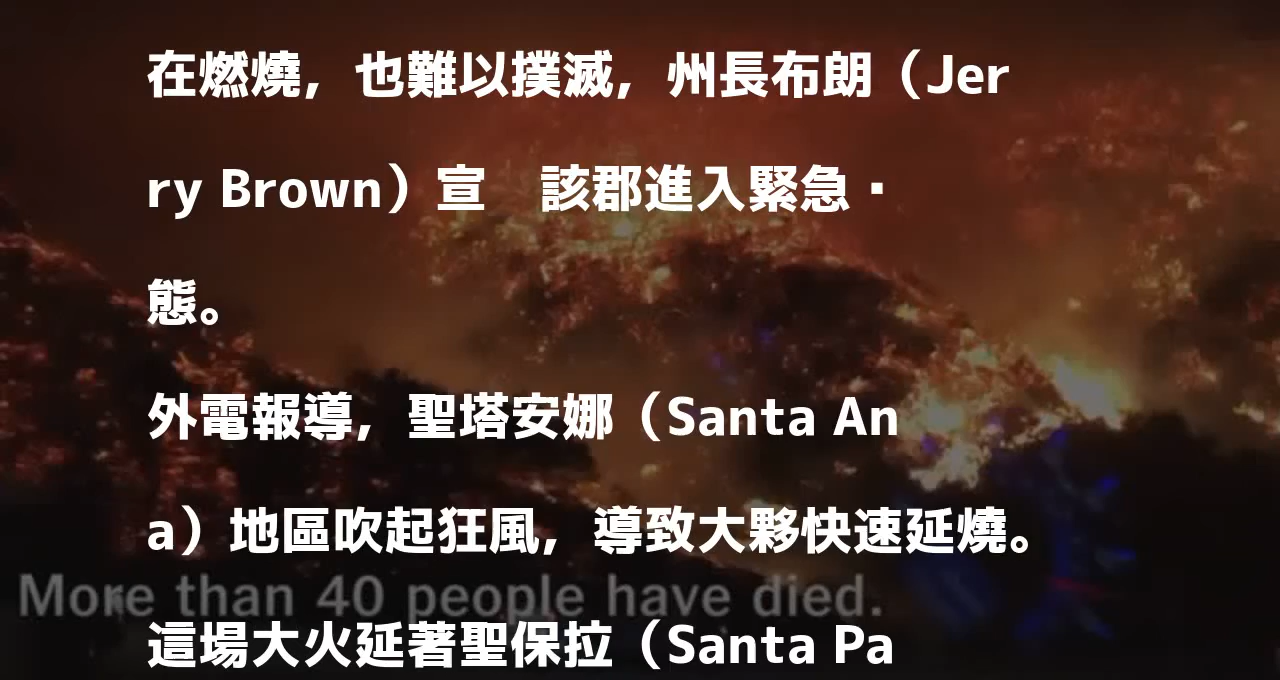 在燃燒，也難以撲滅，州長布朗（Jer
ry Brown）宣　該郡進入緊急▪
態。
外電報導，聖塔安娜（Santa An
a）地區吹起狂風，導致大夥快速延燒。
More than 40 people have died.
這場大火延著聖保拉（Santa Pa